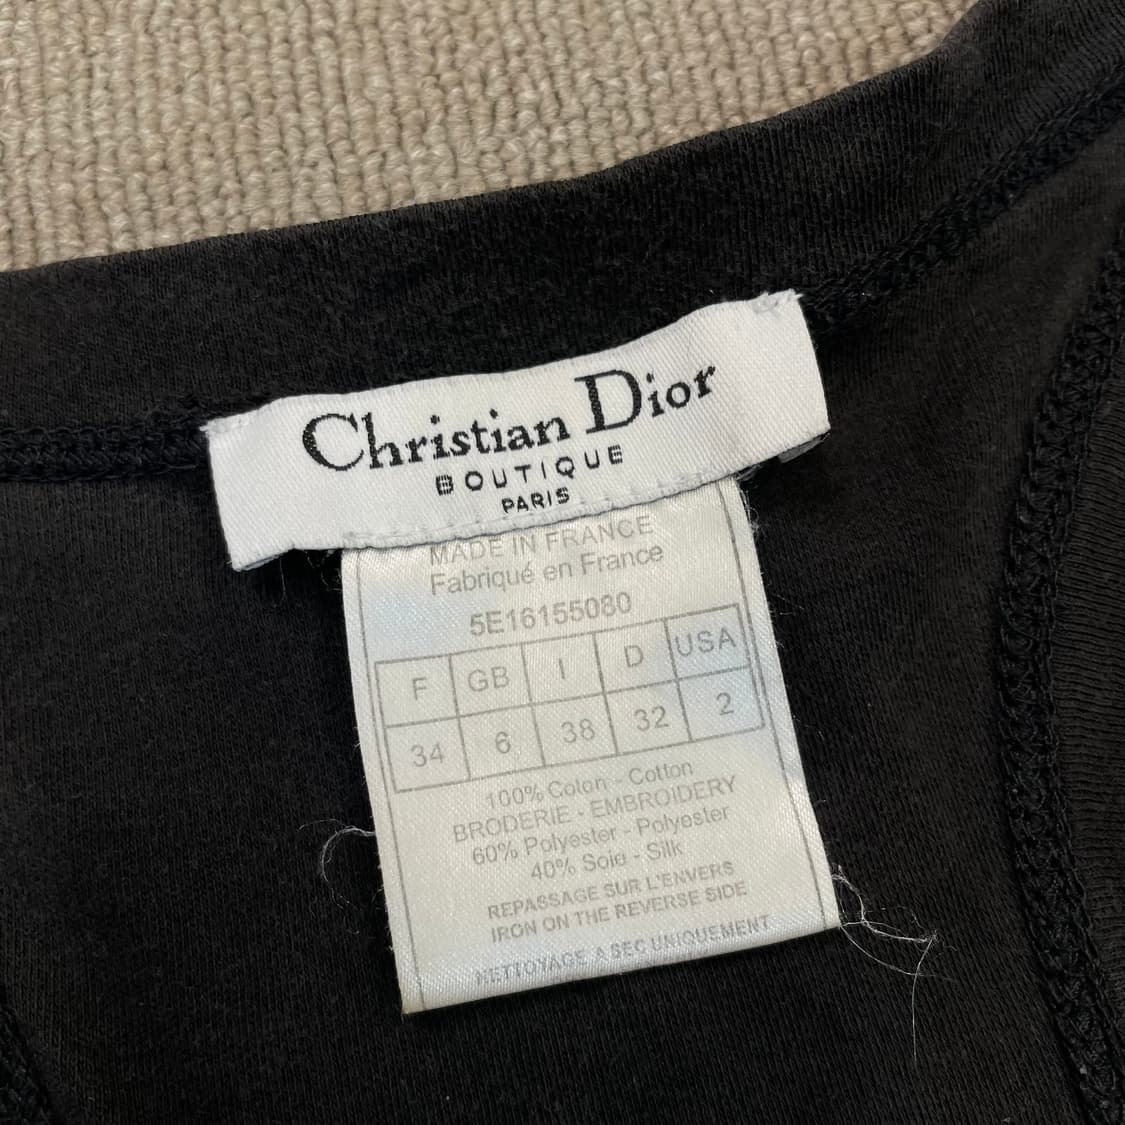 Christian Dior
BOUTIQUE
PARIS
MADE IN FRANCE
Fabriqué en France
5E16155080
F GB I D USA
34 6 38 32 2
100% Coton - Cotton
BRODERIE - EMBROIDERY
60% Polyester - Polyester
40% Soie - Silk
REPASSAGE SUR L'ENVERS
IRON ON THE REVERSE SIDE
NETTOYAGE A SEC UNIQUEMENT